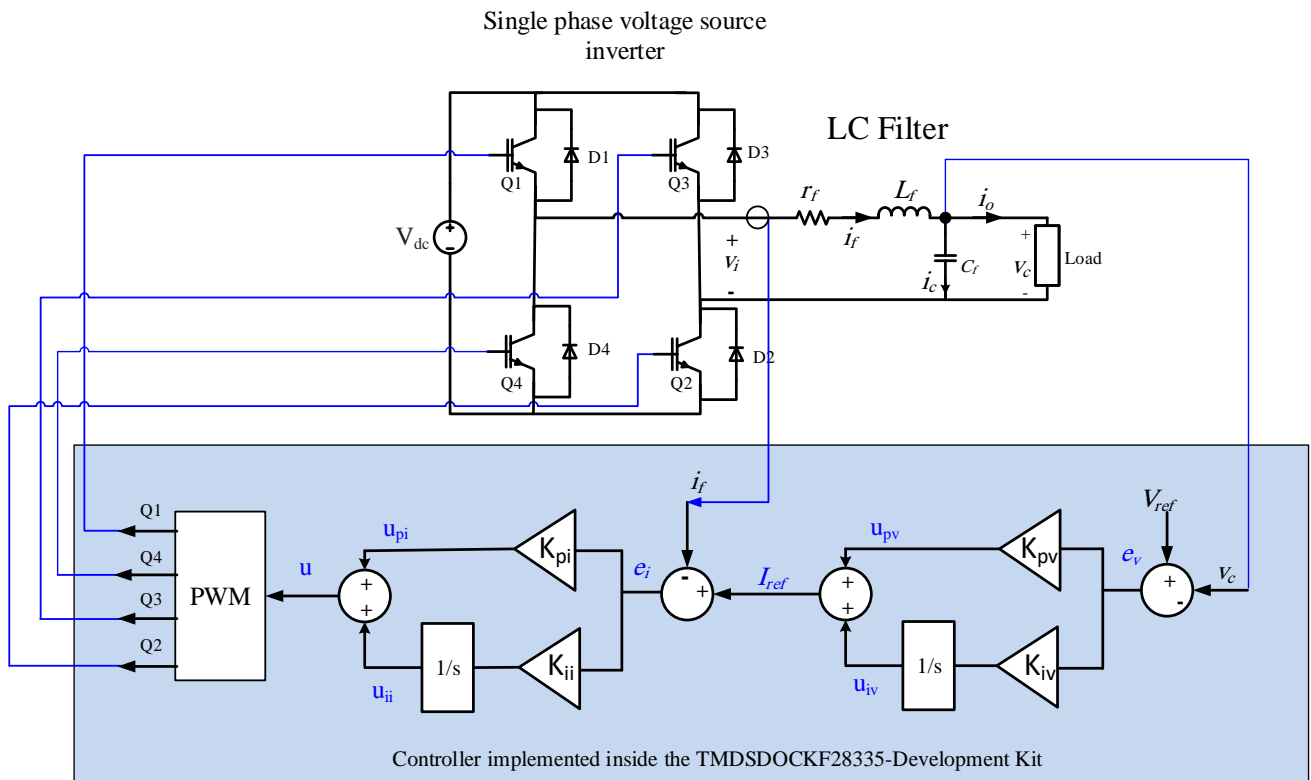 Single phase voltage source
inverter
LC Filter
D1
D3
Q1
Q3
V_dc
+
-
r_f
L_f
i_f
i_o
+
v_i
-
i_c
C_f
+
v_c
-
Load
D4
D2
Q4
Q2
i_f
V_ref
Q1
Q4
Q3
Q2
PWM
u
u_pi
+
+
u_ii
K_pi
1/s
K_ii
e_i
-
+
I_ref
u_pv
+
+
u_iv
K_pv
1/s
K_iv
e_v
+
-
v_c
Controller implemented inside the TMDSDOCKF28335-Development Kit